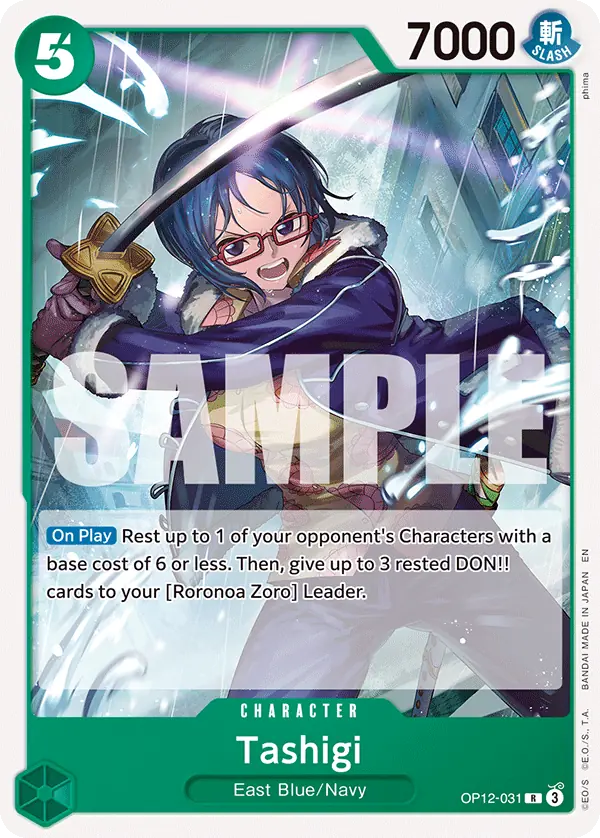 5
7000
斬
SLASH
phima
SAMPLE
On Play Rest up to 1 of your opponent's Characters with a
base cost of 6 or less. Then, give up to 3 rested DON!!
cards to your [Roronoa Zoro] Leader.
CHARACTER
Tashigi
East Blue/Navy
OP12-031 R 3
©E.O/S ©E.O./S., T.A. BANDAI MADE IN JAPAN EN